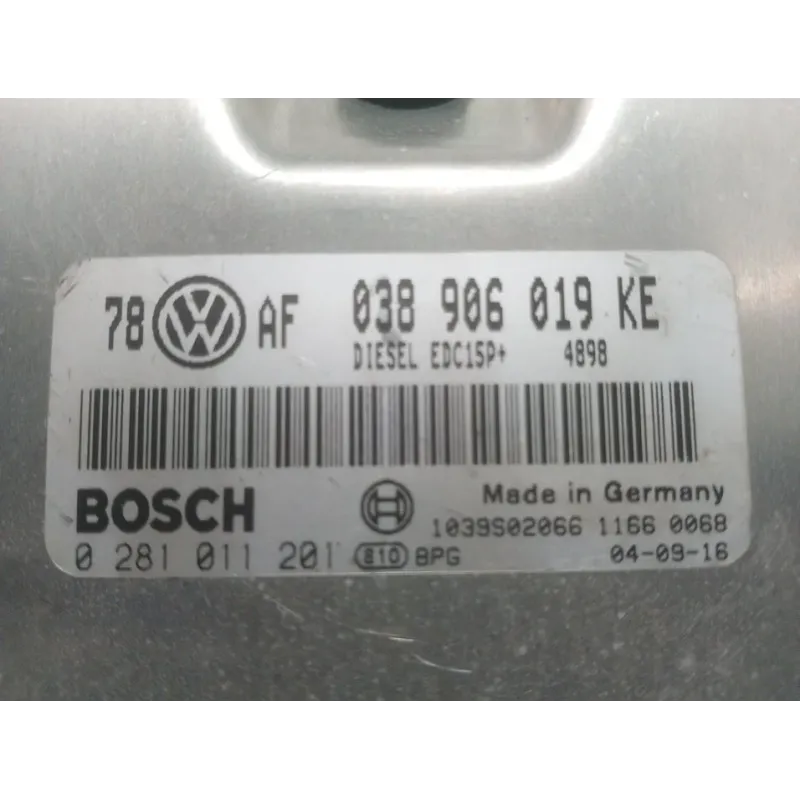 78 VW AF 038 906 019 KE
DIESEL EDC15P+ 4898
BOSCH Made in Germany
1039S02066 1166 0068
0 281 011 201 810 BPG 04-09-16